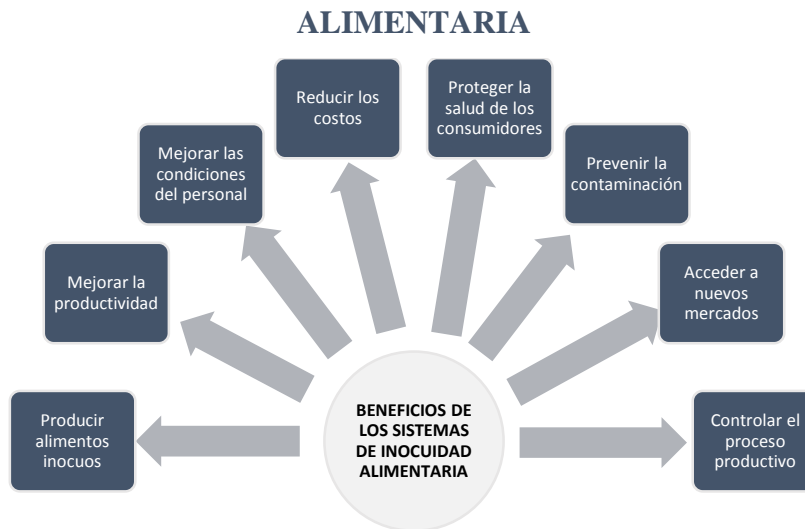 ALIMENTARIA
Reducir los
costos
Proteger la
salud de los
consumidores
Mejorar las
condiciones
del personal
Prevenir la
contaminación
Mejorar la
productividad
Acceder a
nuevos
mercados
Producir
alimentos
inocuos
BENEFICIOS DE
LOS SISTEMAS
DE INOCUIDAD
ALIMENTARIA
Controlar el
proceso
productivo